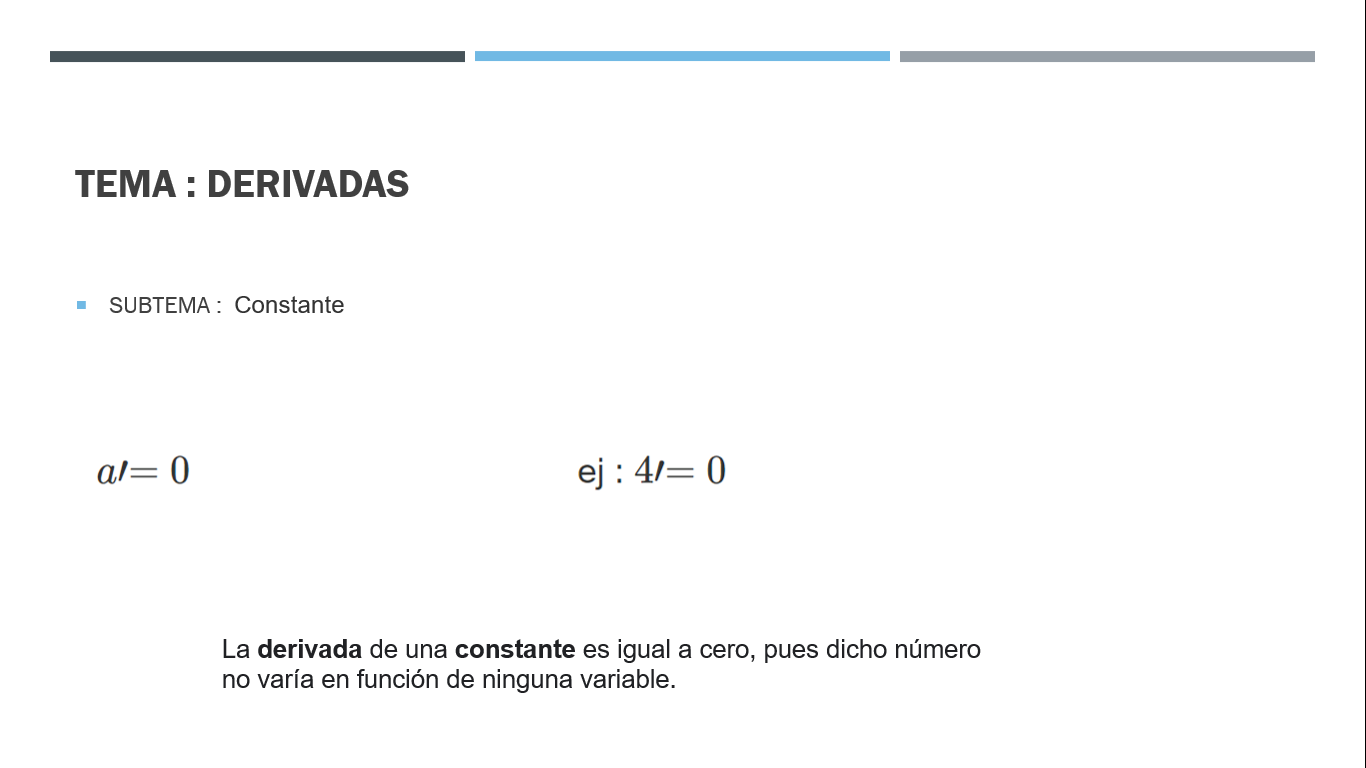 TEMA : DERIVADAS
SUBTEMA :  Constante
a′= 0
ej : 4′= 0
La derivada de una constante es igual a cero, pues dicho número
no varía en función de ninguna variable.